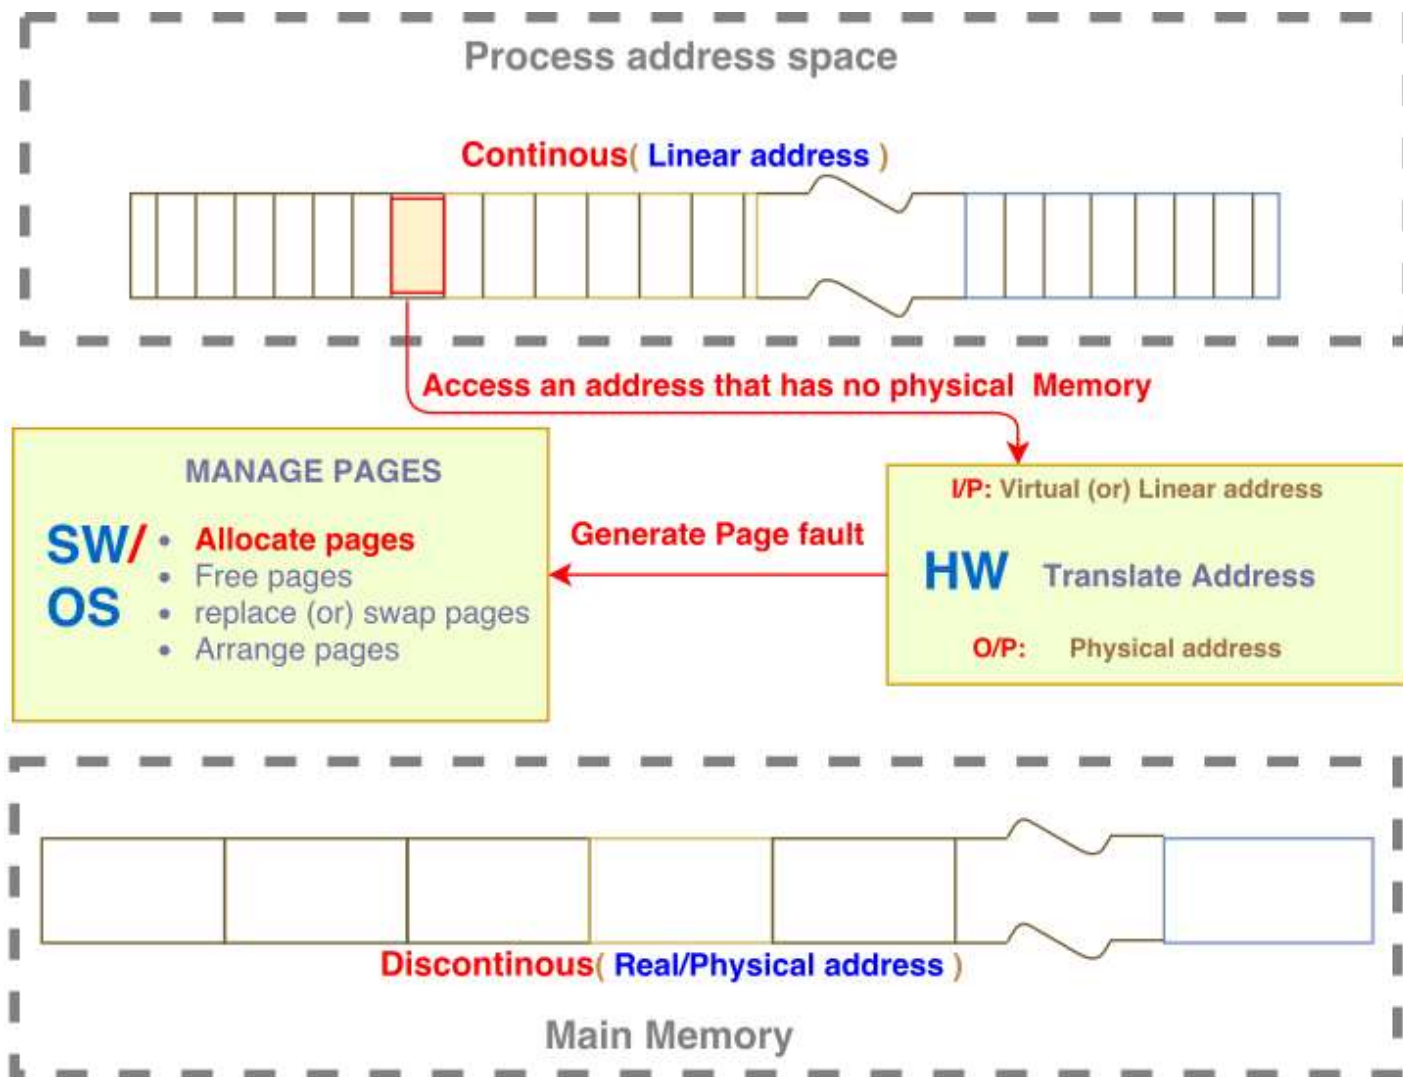 Process address space
Continous( Linear address )
Access an address that has no physical Memory
MANAGE PAGES
SW/
OS
• Allocate pages
• Free pages
• replace (or) swap pages
• Arrange pages
Generate Page fault
I/P: Virtual (or) Linear address
HW Translate Address
O/P: Physical address
Discontinous( Real/Physical address )
Main Memory